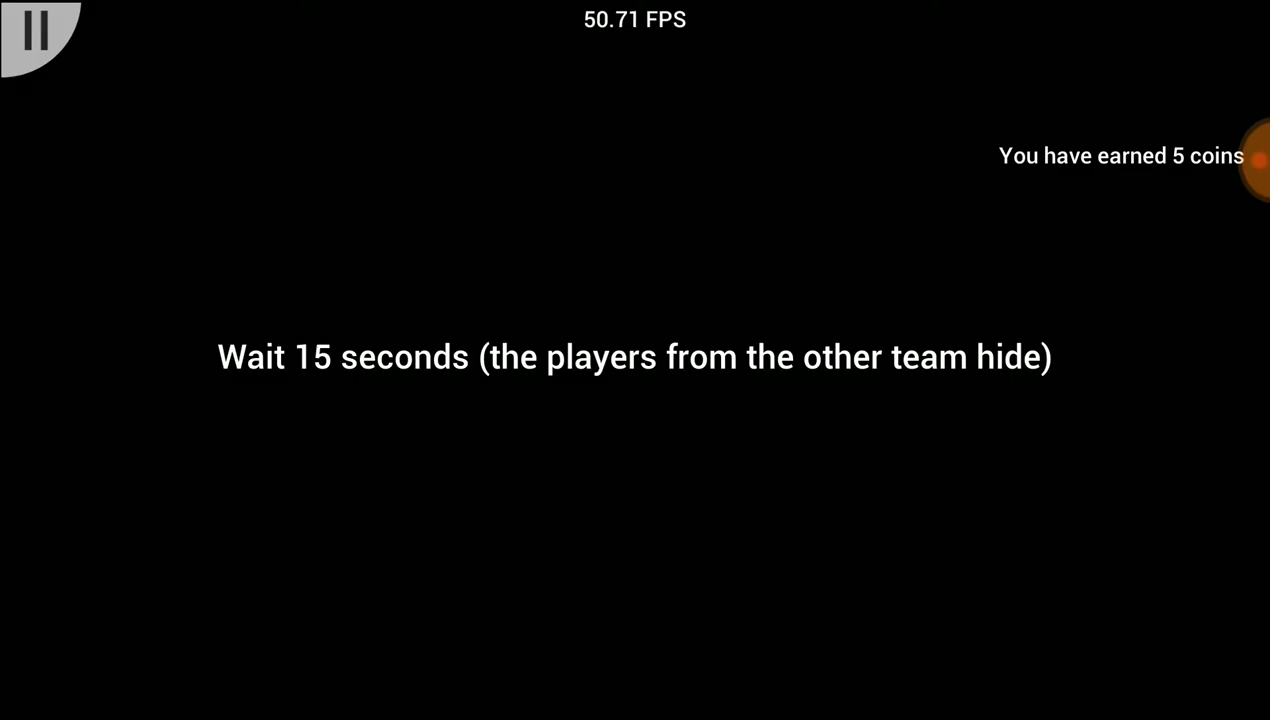 50.71 FPS
You have earned 5 coins
Wait 15 seconds (the players from the other team hide)